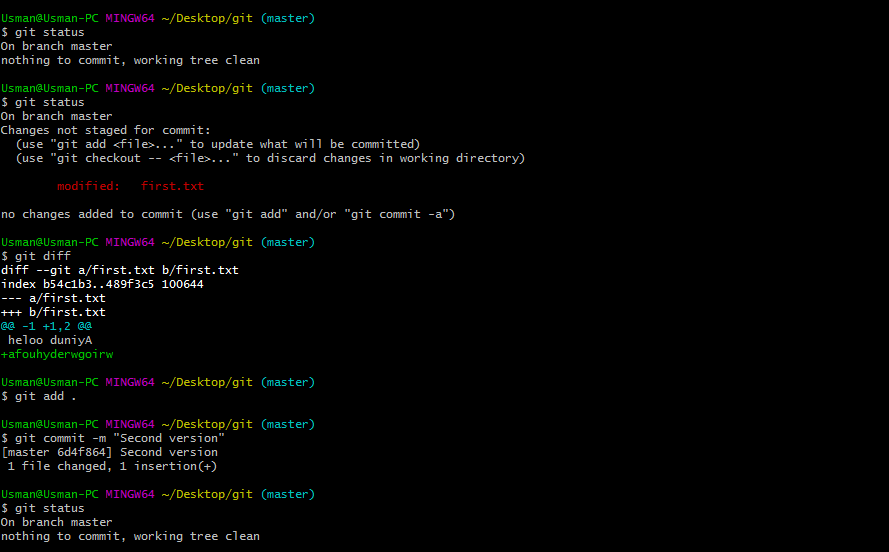 Usman@Usman-PC MINGW64 ~/Desktop/git (master)
$ git status
On branch master
nothing to commit, working tree clean
Usman@Usman-PC MINGW64 ~/Desktop/git (master)
$ git status
On branch master
Changes not staged for commit:
  (use "git add <file>..." to update what will be committed)
  (use "git checkout -- <file>..." to discard changes in working directory)
        modified:   first.txt
no changes added to commit (use "git add" and/or "git commit -a")
Usman@Usman-PC MINGW64 ~/Desktop/git (master)
$ git diff
diff --git a/first.txt b/first.txt
index b54c1b3..489f3c5 100644
--- a/first.txt
+++ b/first.txt
@@ -1 +1,2 @@
 heloo duniyA
+afouhyderwgoirw
Usman@Usman-PC MINGW64 ~/Desktop/git (master)
$ git add .
Usman@Usman-PC MINGW64 ~/Desktop/git (master)
$ git commit -m "Second version"
[master 6d4f864] Second version
 1 file changed, 1 insertion(+)
Usman@Usman-PC MINGW64 ~/Desktop/git (master)
$ git status
On branch master
nothing to commit, working tree clean